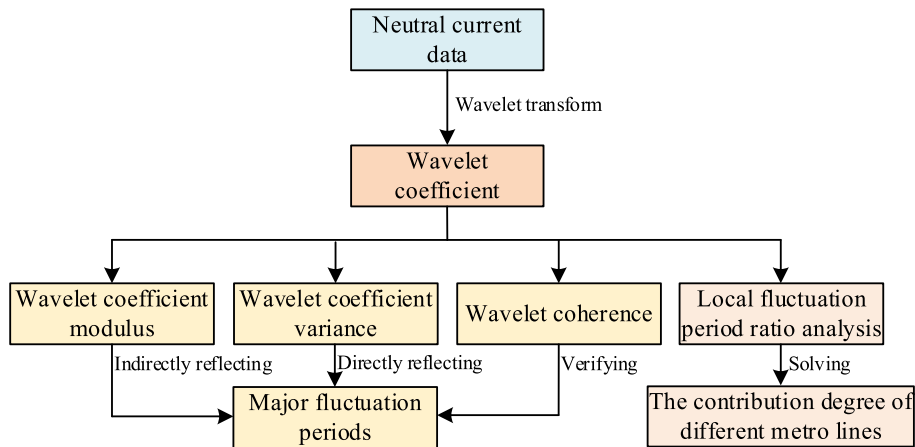 Neutral current
data
Wavelet transform
Wavelet
coefficient
Wavelet coefficient
modulus
Wavelet coefficient
variance
Wavelet coherence
Local fluctuation
period ratio analysis
Indirectly reflecting
Directly reflecting
Verifying
Solving
Major fluctuation
periods
The contribution degree of
different metro lines